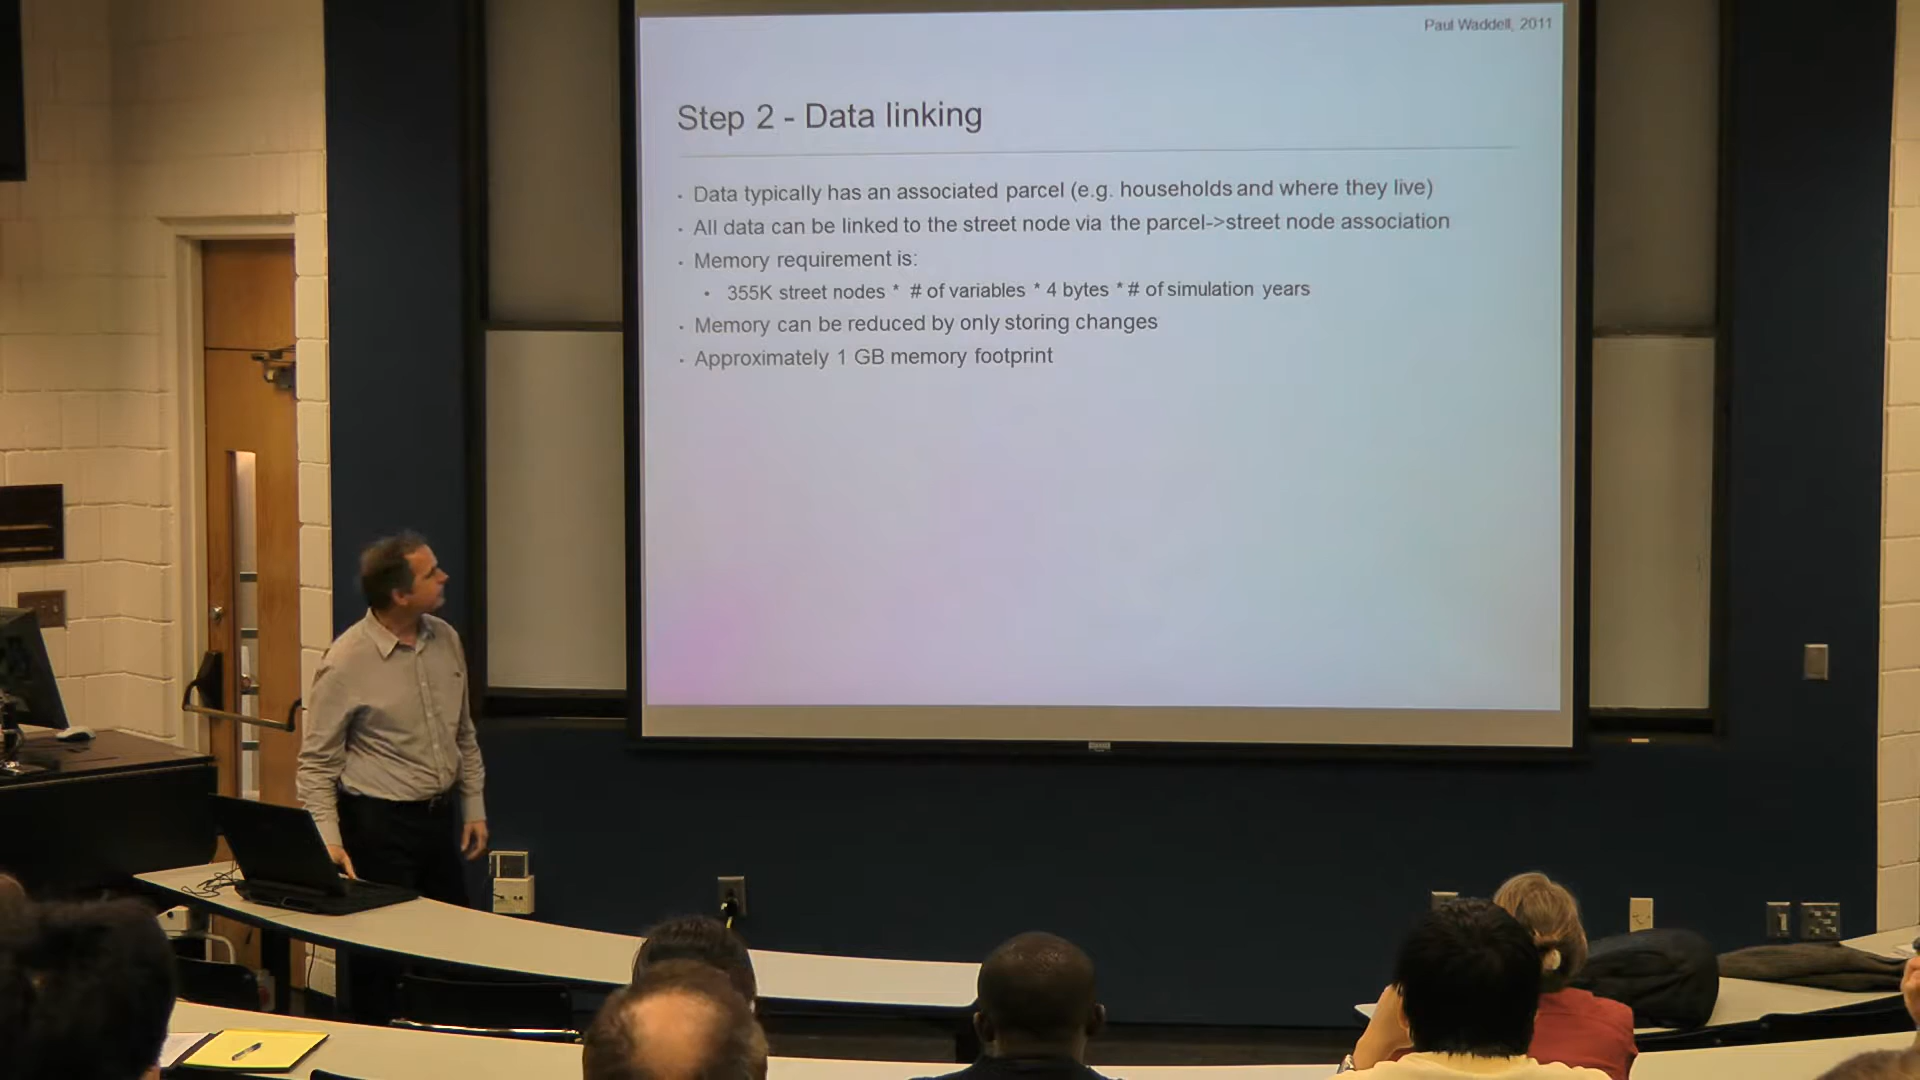 Paul Waddell, 2011
Step 2 - Data linking
• Data typically has an associated parcel (e.g. households and where they live)
• All data can be linked to the street node via the parcel->street node association
• Memory requirement is:
• 355K street nodes * # of variables * 4 bytes * # of simulation years
• Memory can be reduced by only storing changes
• Approximately 1 GB memory footprint